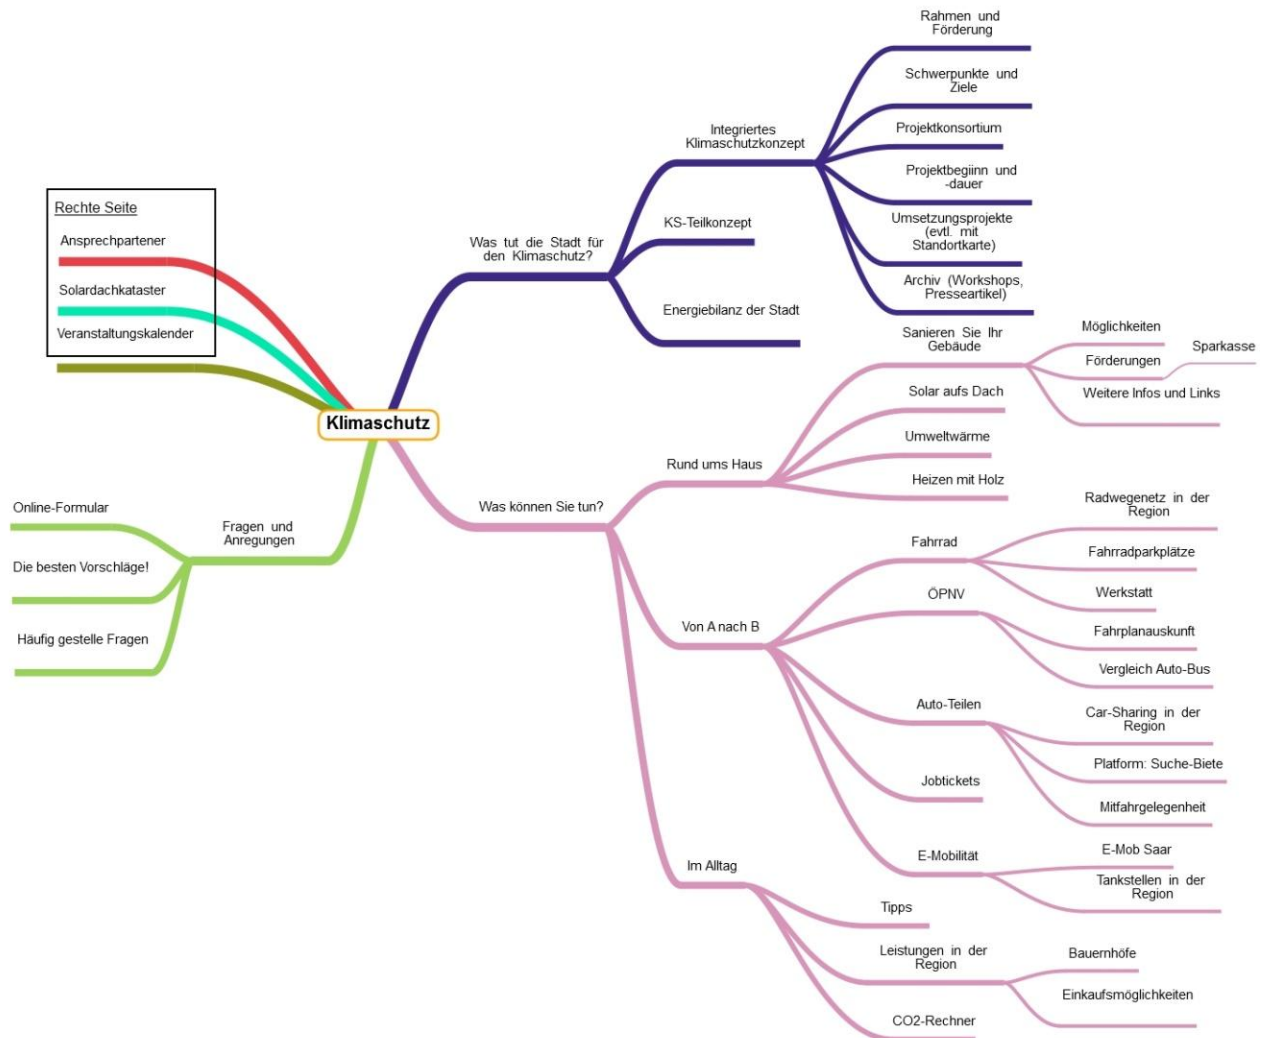 Rechte Seite
Ansprechpartener
Solardachkataster
Veranstaltungskalender
Klimaschutz
Online-Formular
Die besten Vorschläge!
Häufig gestelle Fragen
Fragen und
Anregungen
Was tut die Stadt für
den Klimaschutz?
Integriertes
Klimaschutzkonzept
Rahmen und
Förderung
Schwerpunkte und
Ziele
Projektkonsortium
Projektbegiinn und
-dauer
Umsetzungsprojekte
(evtl. mit
Standortkarte)
Archiv (Workshops,
Presseartikel)
KS-Teilkonzept
Energiebilanz der Stadt
Was können Sie tun?
Rund ums Haus
Sanieren Sie Ihr
Gebäude
Möglichkeiten
Förderungen
Sparkasse
Weitere Infos und Links
Solar aufs Dach
Umweltwärme
Heizen mit Holz
Von A nach B
Fahrrad
Radwegenetz in der
Region
Fahrradparkplätze
Werkstatt
ÖPNV
Fahrplanauskunft
Vergleich Auto-Bus
Auto-Teilen
Car-Sharing in der
Region
Platform: Suche-Biete
Mitfahrgelegenheit
Jobtickets
E-Mobilität
E-Mob Saar
Tankstellen in der
Region
Im Alltag
Tipps
Leistungen in der
Region
Bauernhöfe
Einkaufsmöglichkeiten
CO2-Rechner